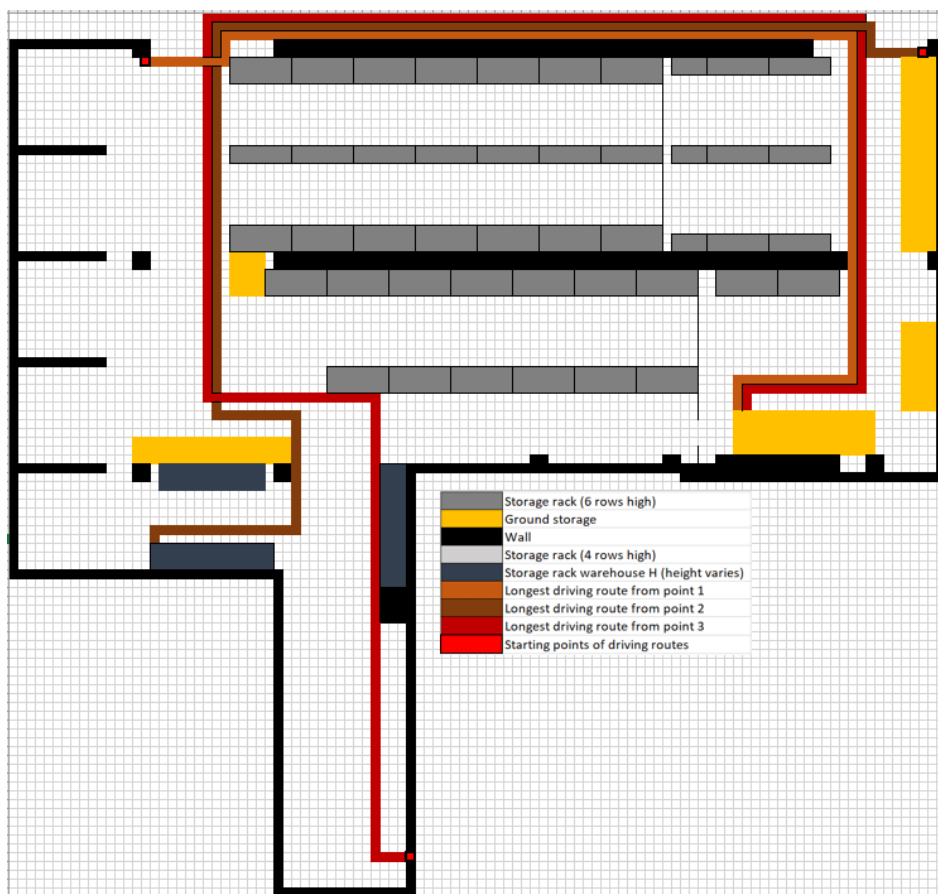 Storage rack (6 rows high)
Ground storage
Wall
Storage rack (4 rows high)
Storage rack warehouse H (height varies)
Longest driving route from point 1
Longest driving route from point 2
Longest driving route from point 3
Starting points of driving routes